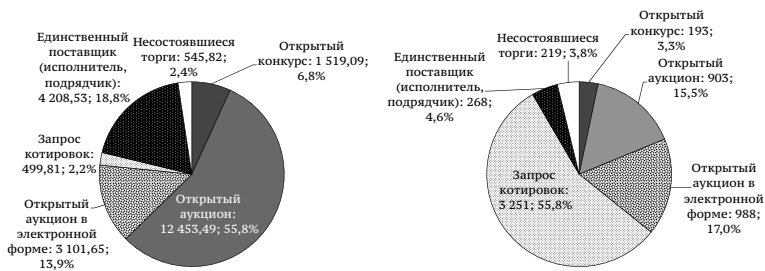 Несостоявшиеся
торги: 545,82;
2,4%
Открытый
конкурс: 1 519,09;
6,8%
Единственный
поставщик
(исполнитель,
подрядчик):
4 208,53; 18,8%
Запрос
котировок:
499,81; 2,2%
Открытый
аукцион в
электронной
форме: 3 101,65;
13,9%
Открытый
аукцион:
12 453,49; 55,8%
Несостоявшиеся
торги: 219; 3,8%
Открытый
конкурс: 193;
3,3%
Открытый
аукцион: 903;
15,5%
Единственный
поставщик
(исполнитель,
подрядчик): 268;
4,6%
Запрос
котировок:
3 251; 55,8%
Открытый
аукцион в
электронной
форме: 988;
17,0%